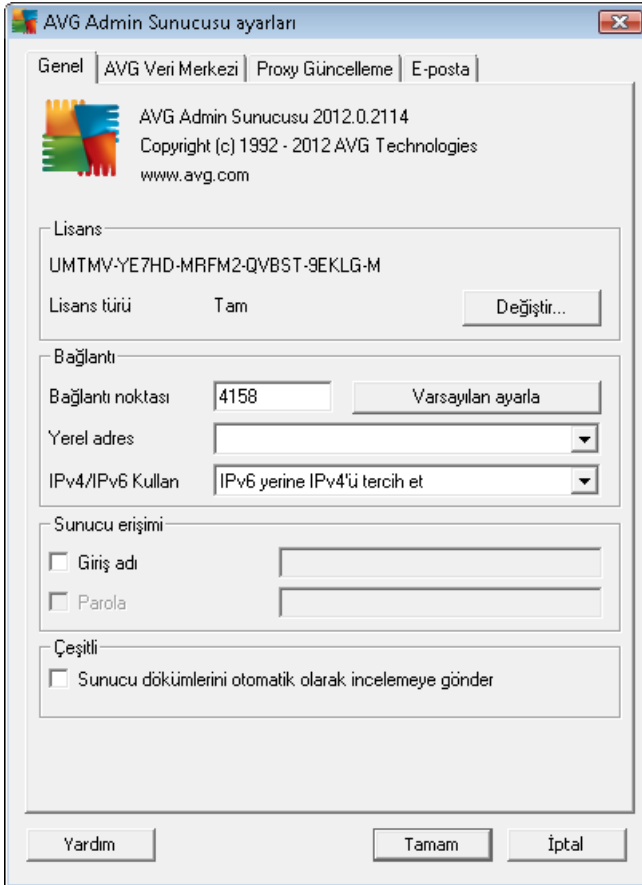 AVG Admin Sunucusu ayarları
Genel AVG Veri Merkezi Proxy Güncelleme E-posta
AVG Admin Sunucusu 2012.0.2114
Copyright (c) 1992 - 2012 AVG Technologies
www.avg.com
Lisans
UMTMV-YE7HD-MRFM2-QVBST-9EKLG-M
Lisans türü Tam Değiştir...
Bağlantı
Bağlantı noktası 4158 Varsayılan ayarla
Yerel adres
IPv4/IPv6 Kullan IPv6 yerine IPv4'ü tercih et
Sunucu erişimi
Giriş adı
Parola
Çeşitli
Sunucu dökümlerini otomatik olarak incelemeye gönder
Yardım Tamam İptal